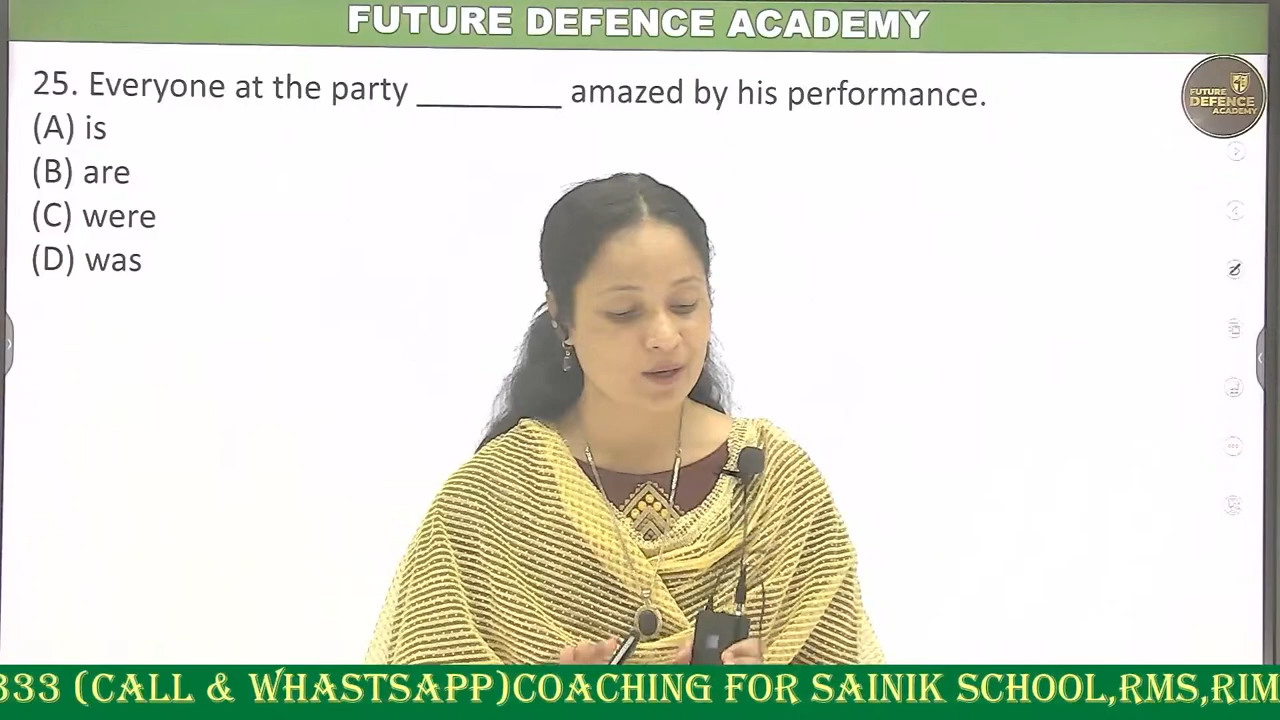 FUTURE DEFENCE ACADEMY
25. Everyone at the party ________ amazed by his performance.
(A) is
(B) are
(C) were
(D) was
FUTURE
DEFENCE
ACADEMY
333 (CALL & WHASTSAPP)COACHING FOR SAINIK SCHOOL,RMS,RIM